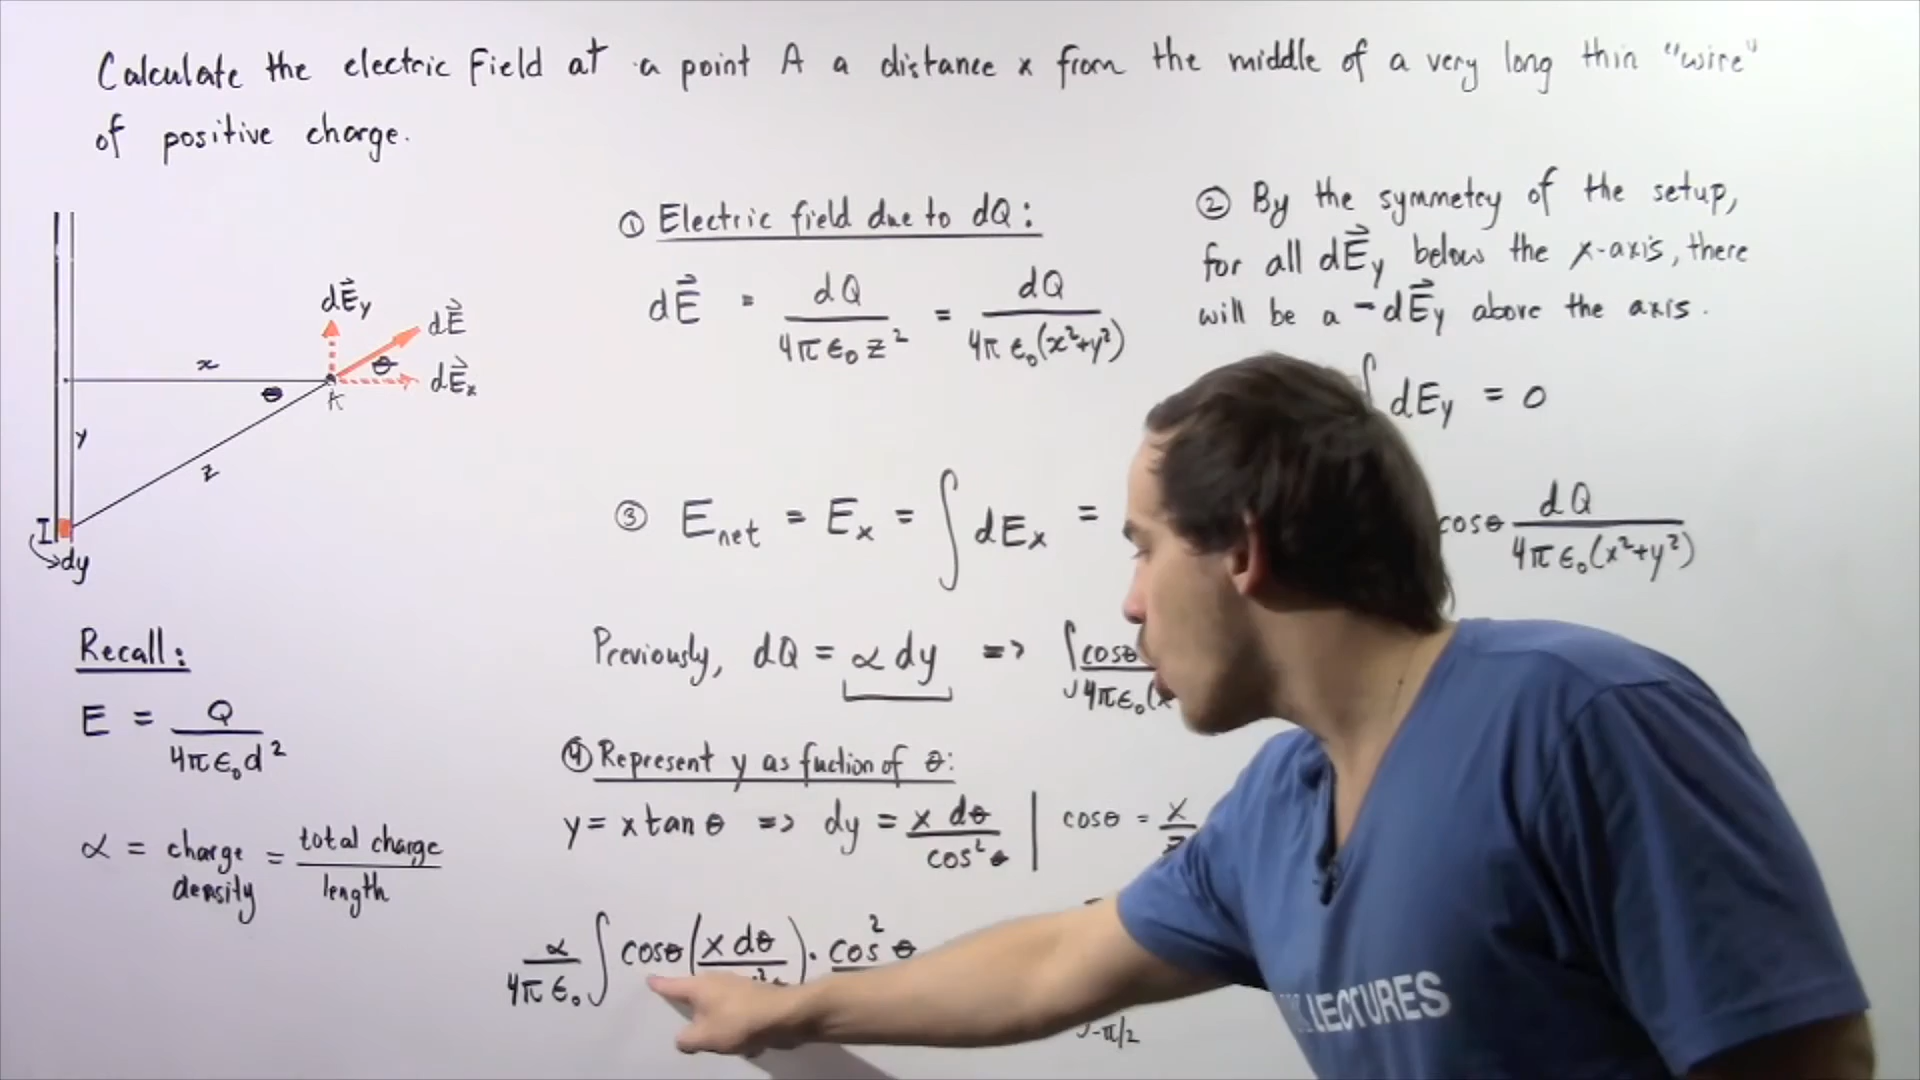 Calculate the electric Field at a point A a distance x from the middle of a very long thin "wire"
of positive charge.
dE⃗y
dE⃗
θ
dE⃗x
x
θ
A
y
z
I
dy
Recall:
E = Q / 4πϵ₀d²
α = charge density = total charge / length
① Electric field due to dQ:
dE⃗ = dQ / 4πϵ₀z² = dQ / 4πϵ₀(x²+y²)
② By the symmetry of the setup,
for all dE⃗y below the x-axis, there
will be a -dE⃗y above the axis.
∫ dEy = 0
③ Enet = Ex = ∫ dEx = cosθ dQ / 4πϵ₀(x²+y²)
Previously, dQ = α dy => ∫ cosθ / 4πϵ₀(x
④ Represent y as fuction of θ:
y = x tan θ => dy = x dθ / cos²θ | cosθ = x / z
α / 4πϵ₀ ∫ cosθ (x dθ / ) · cos²θ
-π/2
LECTURES